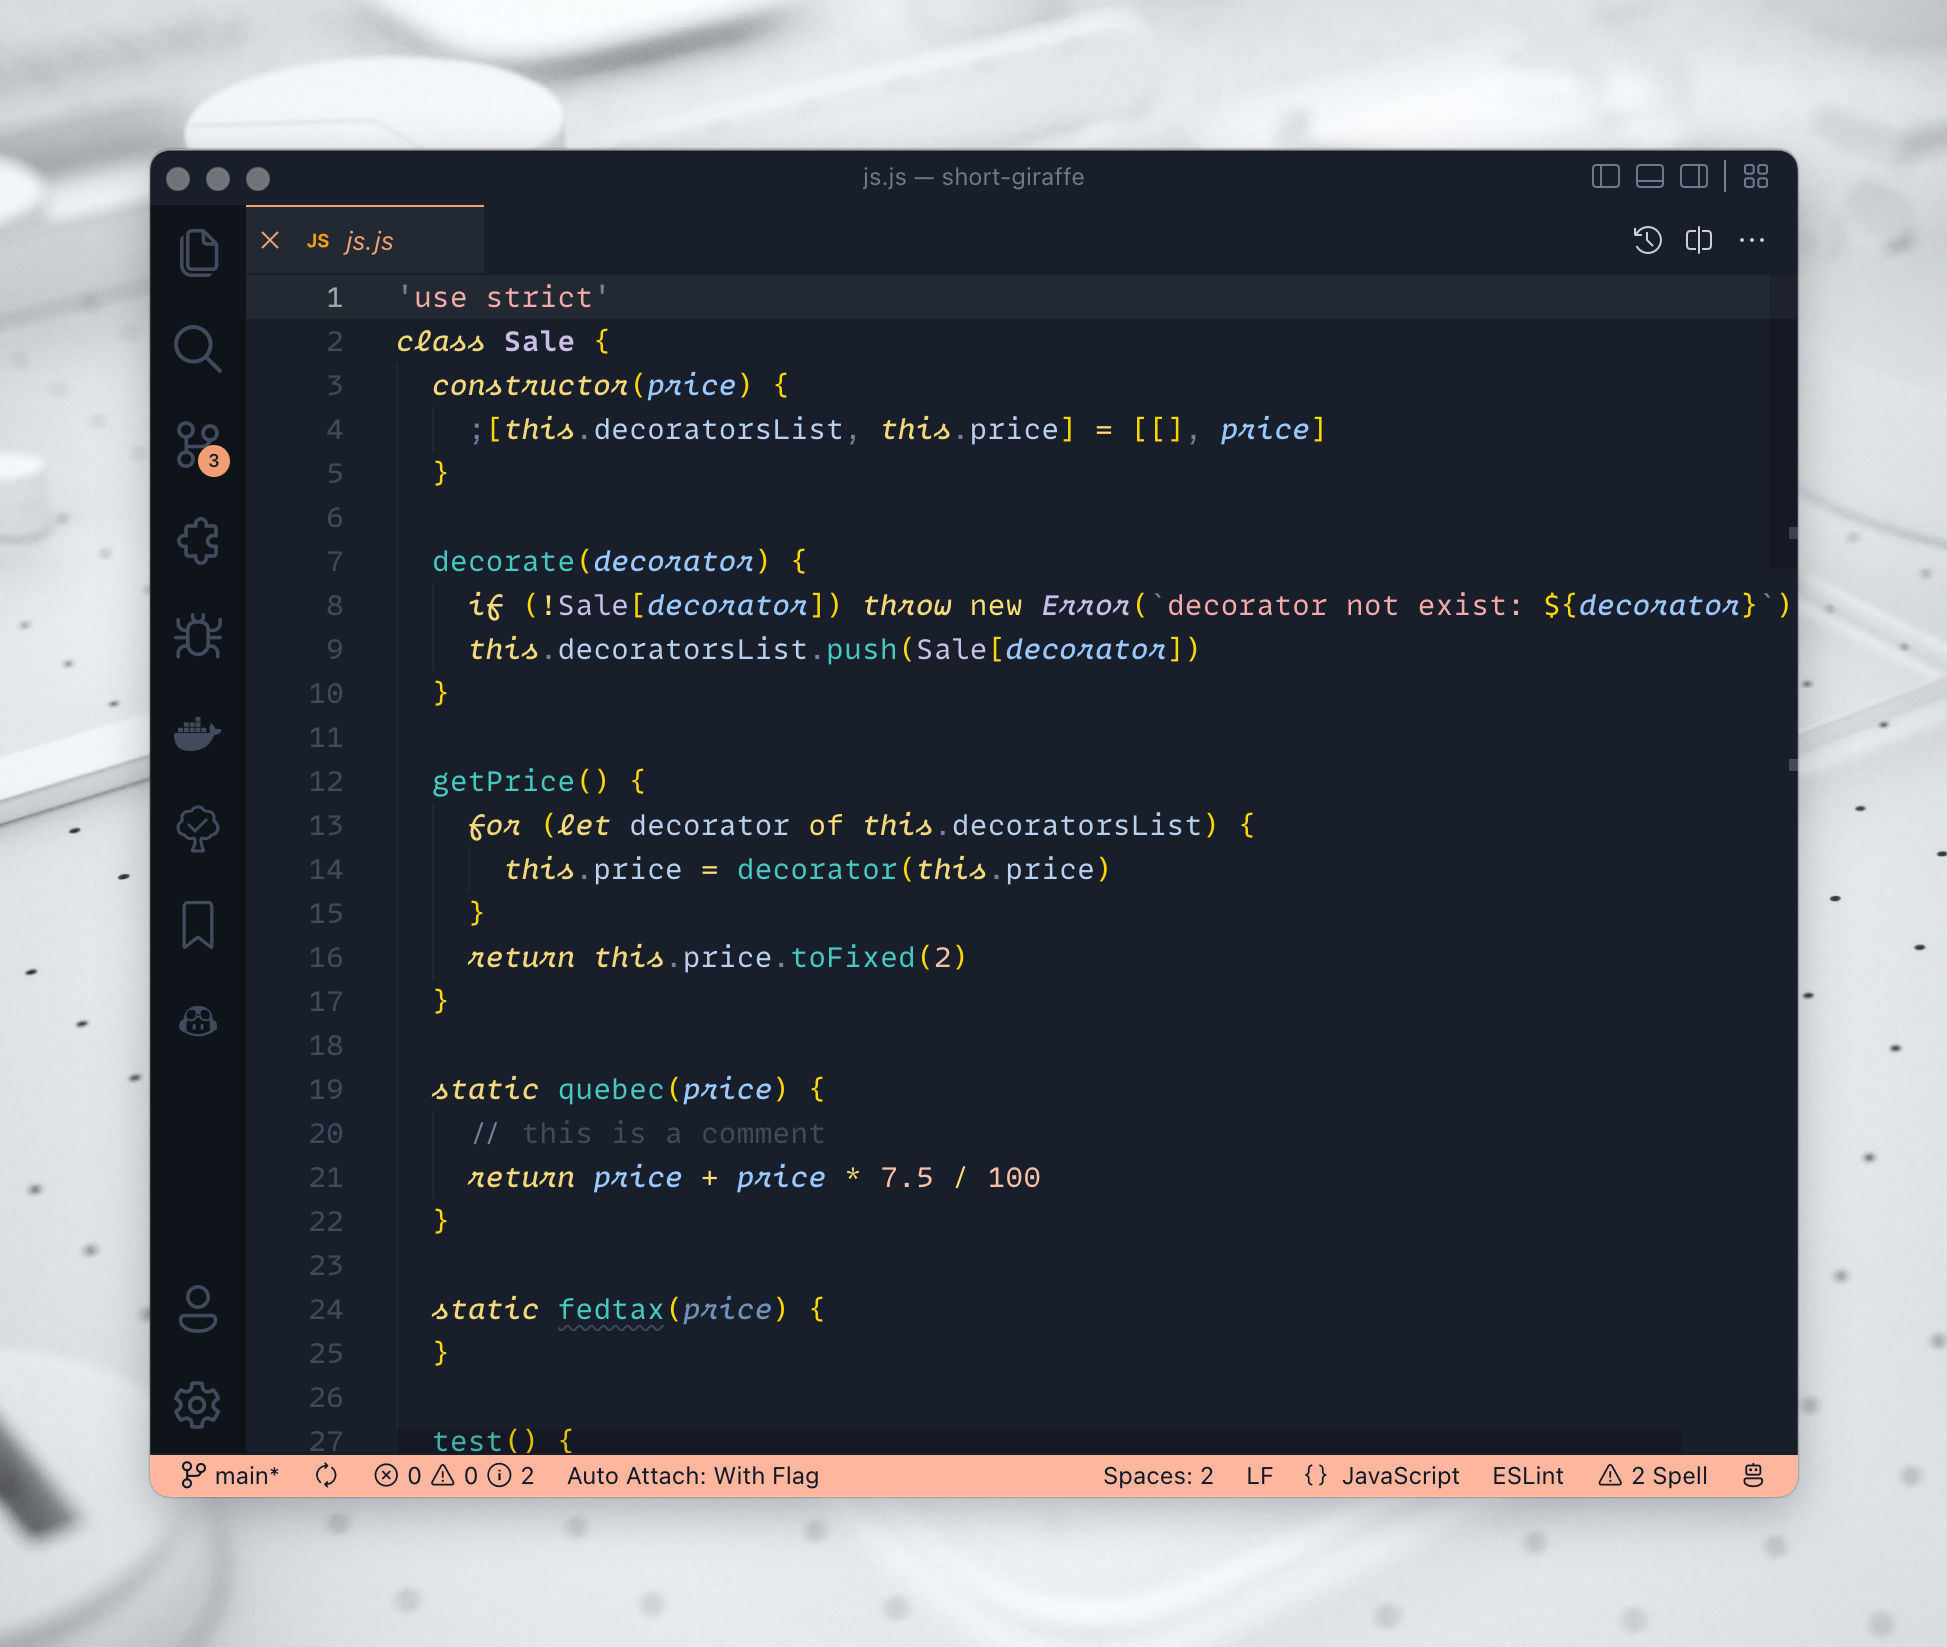 js.js — short-giraffe
JS js.js
1 'use strict'
2 class Sale {
3 constructor(price) {
4 ;[this.decoratorsList, this.price] = [[], price]
5 }
6
7 decorate(decorator) {
8 if (!Sale[decorator]) throw new Error(`decorator not exist: ${decorator}`)
9 this.decoratorsList.push(Sale[decorator])
10 }
11
12 getPrice() {
13 for (let decorator of this.decoratorsList) {
14 this.price = decorator(this.price)
15 }
16 return this.price.toFixed(2)
17 }
18
19 static quebec(price) {
20 // this is a comment
21 return price + price * 7.5 / 100
22 }
23
24 static fedtax(price) {
25 }
26
27 test() {
3
main* 0 0 2 Auto Attach: With Flag Spaces: 2 LF {} JavaScript ESLint 2 Spell